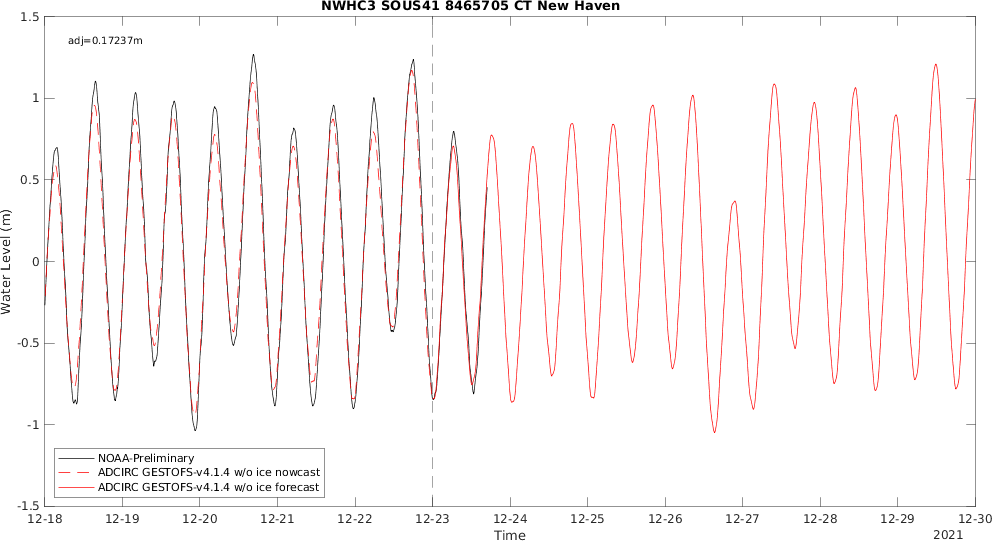 NWHC3 SOUS41 8465705 CT New Haven
adj=0.17237m
Water Level (m)
1.5
1
0.5
0
-0.5
-1
-1.5
NOAA-Preliminary
ADCIRC GESTOFS-v4.1.4 w/o ice nowcast
ADCIRC GESTOFS-v4.1.4 w/o ice forecast
12-18 12-19 12-20 12-21 12-22 12-23 12-24 12-25 12-26 12-27 12-28 12-29 12-30
Time
2021